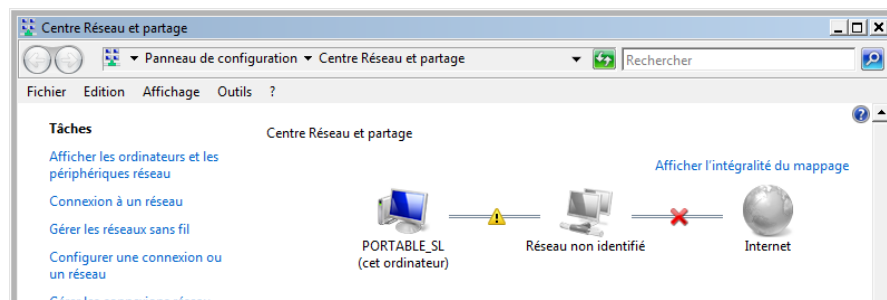 Centre Réseau et partage
Panneau de configuration Centre Réseau et partage
Rechercher
Fichier Edition Affichage Outils ?
Tâches
Centre Réseau et partage
Afficher les ordinateurs et les
périphériques réseau
Afficher l'intégralité du mappage
Connexion à un réseau
Gérer les réseaux sans fil
Configurer une connexion ou
un réseau
PORTABLE_SL
(cet ordinateur)
Réseau non identifié
Internet